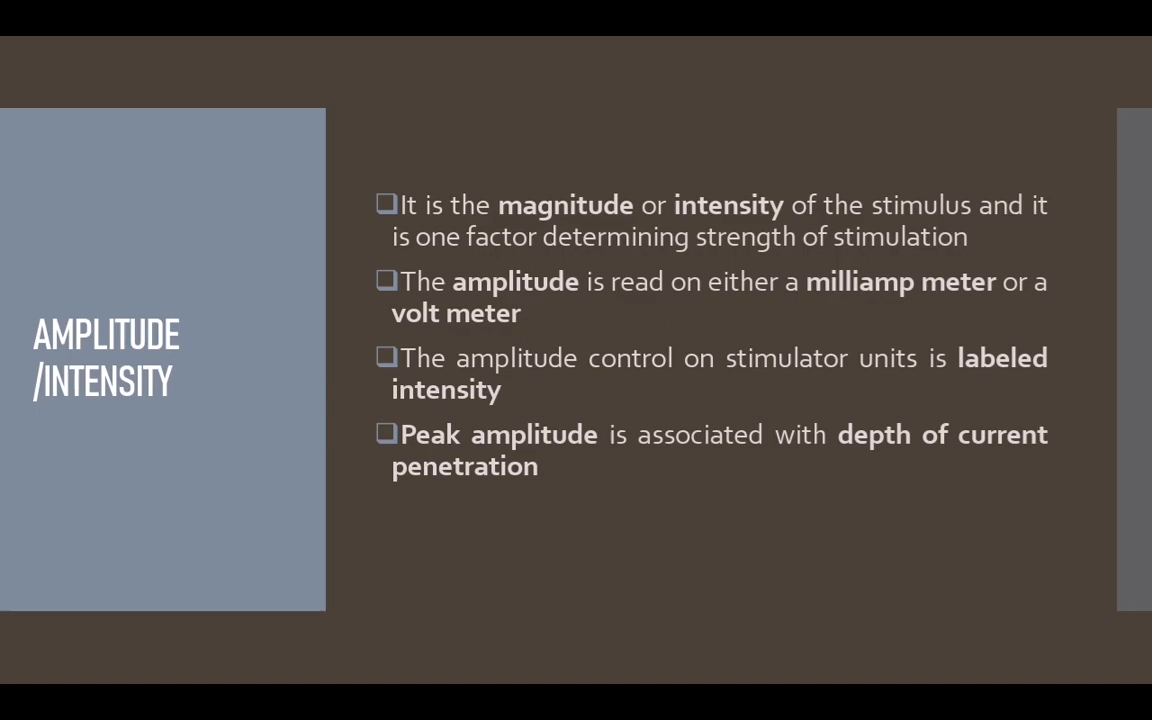 AMPLITUDE
/INTENSITY
❑It is the magnitude or intensity of the stimulus and it
is one factor determining strength of stimulation
❑The amplitude is read on either a milliamp meter or a
volt meter
❑The amplitude control on stimulator units is labeled
intensity
❑Peak amplitude is associated with depth of current
penetration